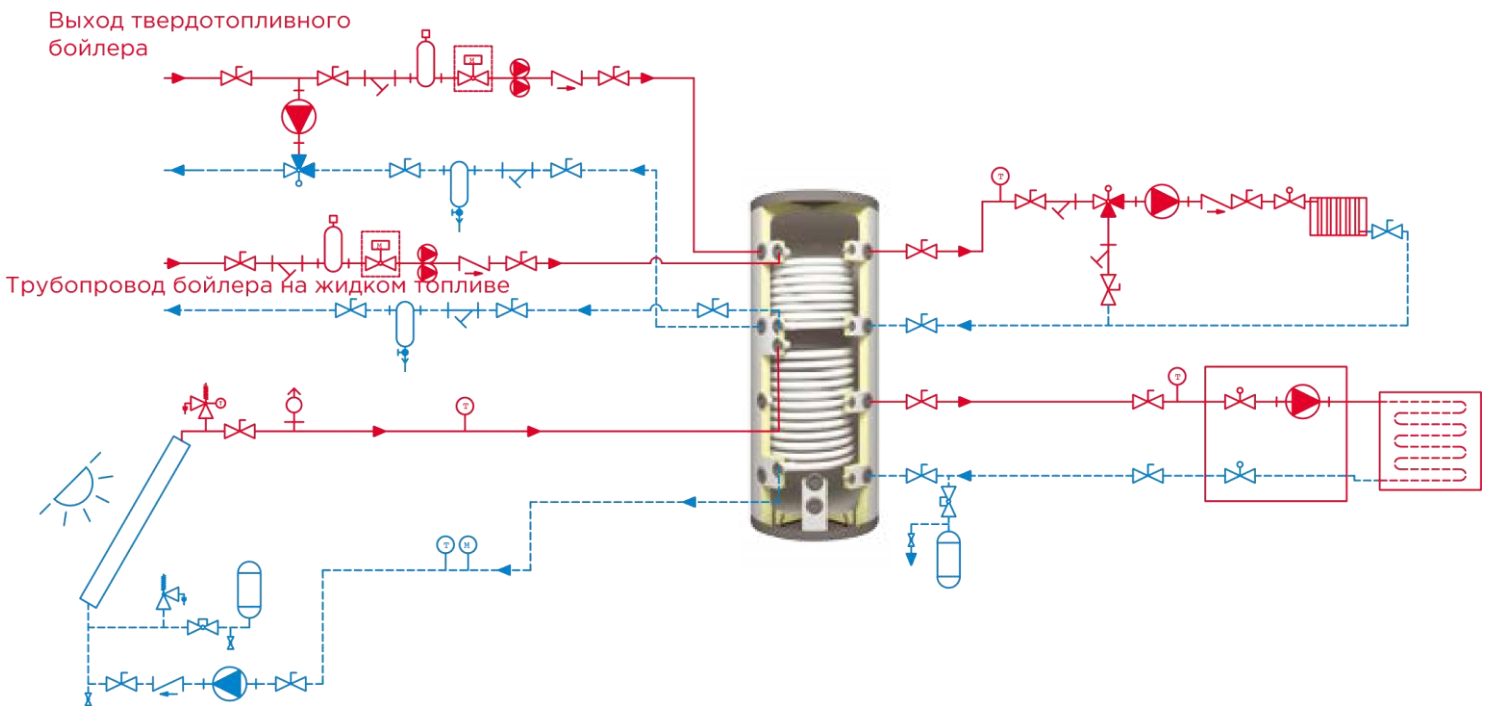 Выход твердотопливного
бойлера
M
T
M
Трубопровод бойлера на жидком топливе
T
T
T
T
M